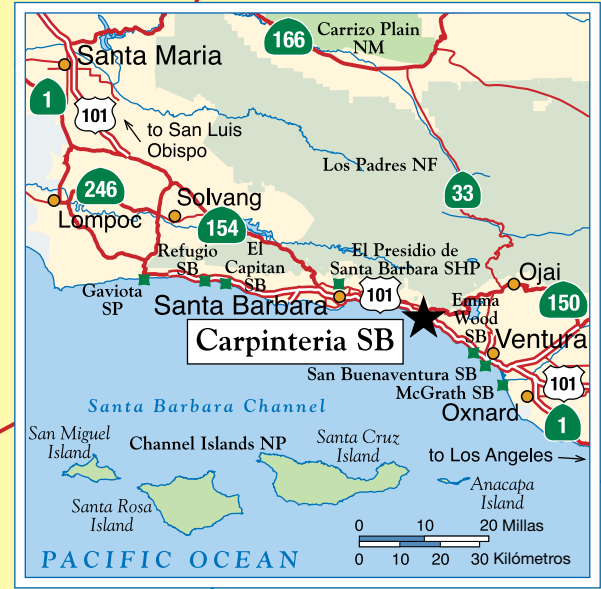 166
Carrizo Plain
NM
Santa Maria
1
101
to San Luis
Obispo
Los Padres NF
246
33
Solvang
Lompoc
154
Refugio
SB
El
Capitan
SB
El Presidio de
Santa Barbara SHP
Gaviota
SP
Santa Barbara
101
Ojai
150
Emma
Wood
SB
Carpinteria SB
Ventura
San Buenaventura SB
McGrath SB
101
Oxnard
1
Santa Barbara Channel
San Miguel
Island
Channel Islands NP
Santa Cruz
Island
to Los Angeles
Santa Rosa
Island
Anacapa
Island
0 10 20 Millas
0 10 20 30 Kilómetros
PACIFIC OCEAN